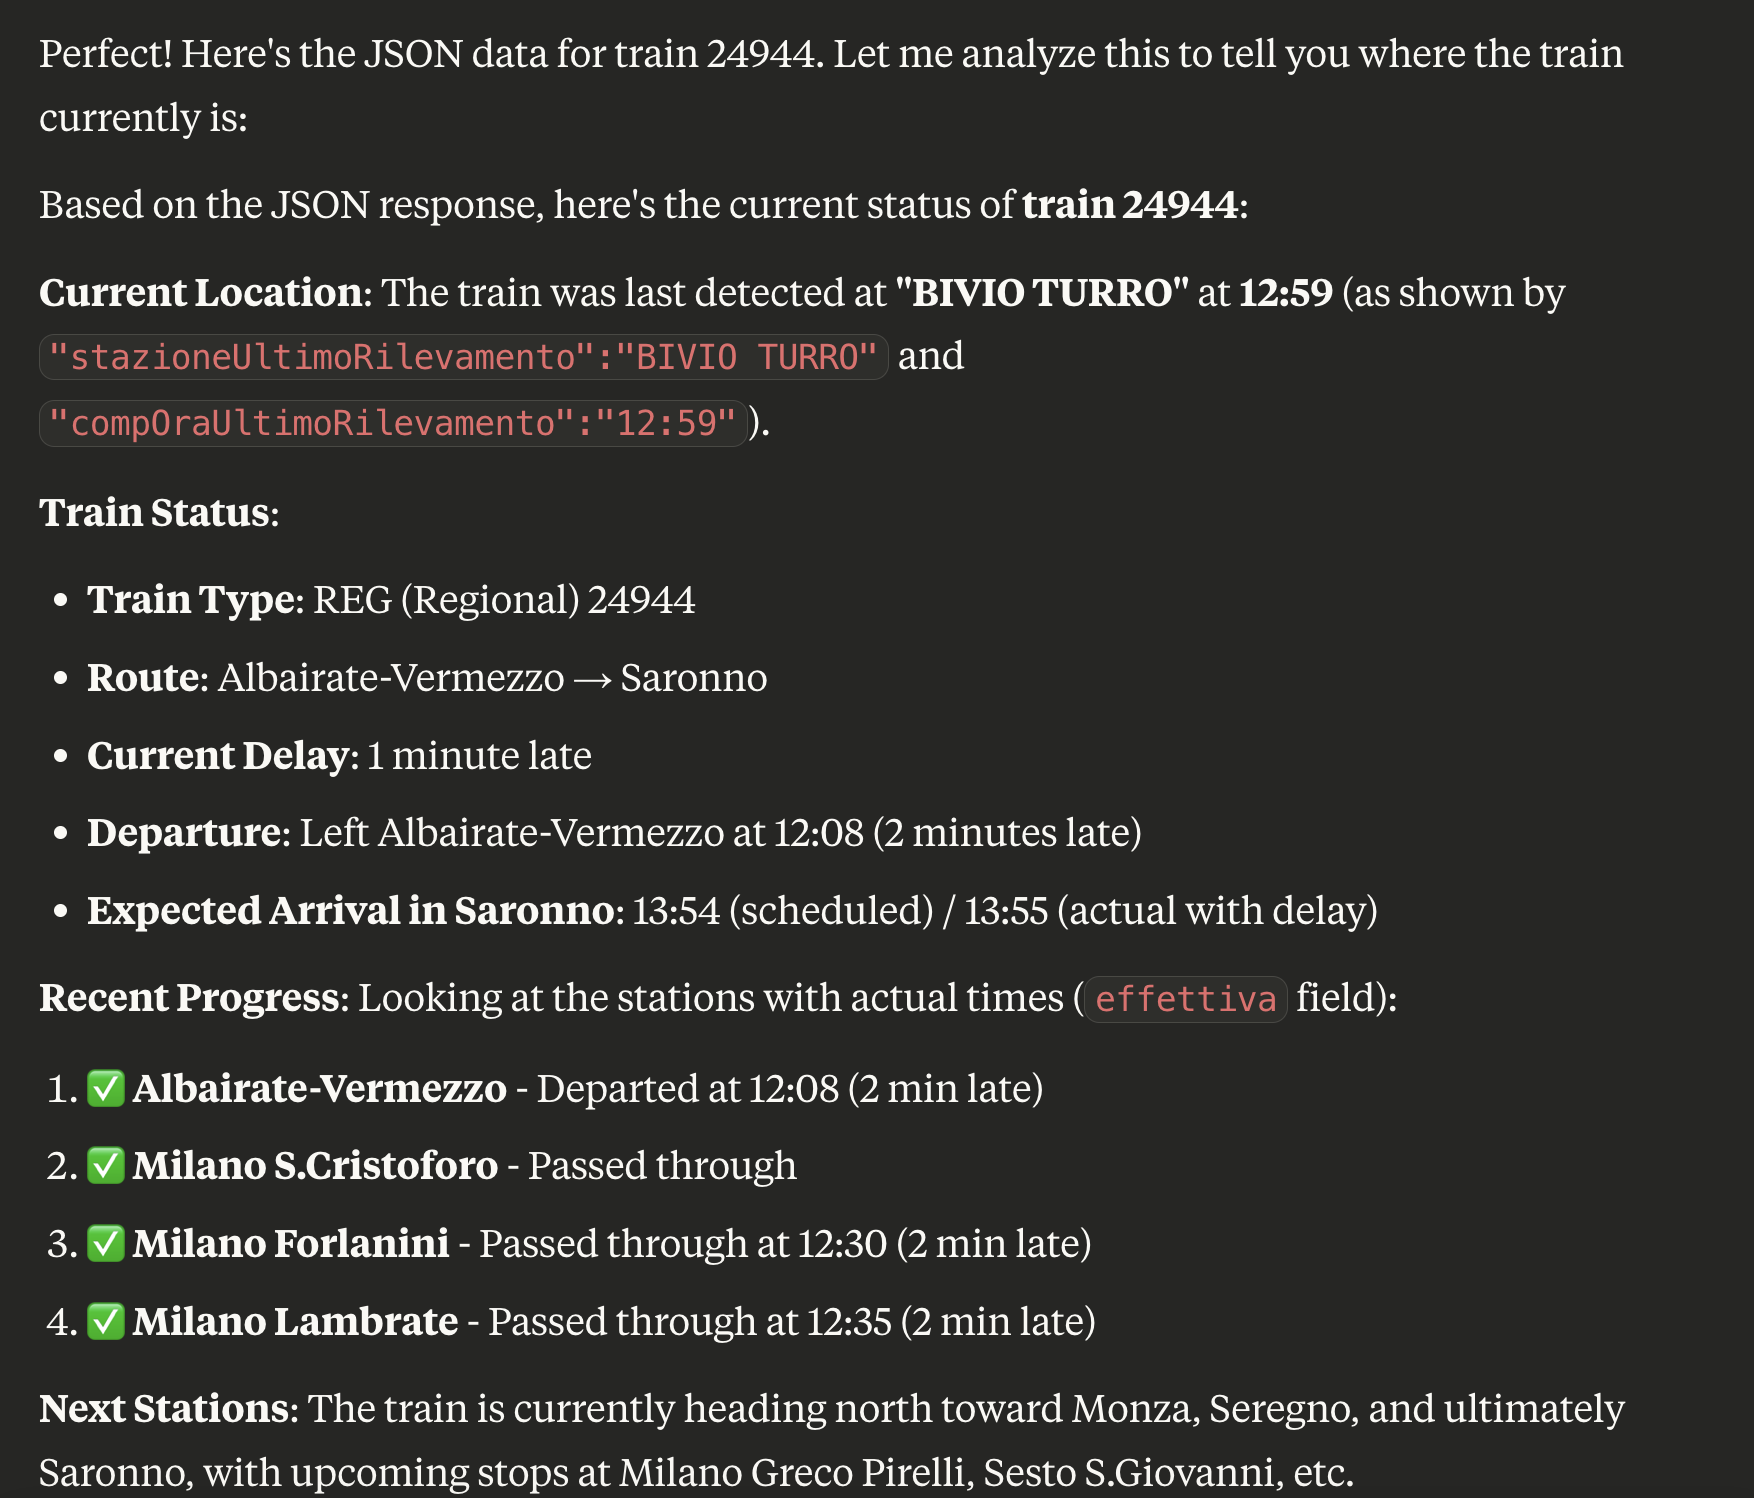 Perfect! Here's the JSON data for train 24944. Let me analyze this to tell you where the train
currently is:
Based on the JSON response, here's the current status of train 24944:
Current Location: The train was last detected at "BIVIO TURRO" at 12:59 (as shown by
"stazioneUltimoRilevamento":"BIVIO TURRO" and
"compOraUltimoRilevamento":"12:59").
Train Status:
• Train Type: REG (Regional) 24944
• Route: Albairate-Vermezzo → Saronno
• Current Delay: 1 minute late
• Departure: Left Albairate-Vermezzo at 12:08 (2 minutes late)
• Expected Arrival in Saronno: 13:54 (scheduled) / 13:55 (actual with delay)
Recent Progress: Looking at the stations with actual times (effettiva field):
1. ✅ Albairate-Vermezzo - Departed at 12:08 (2 min late)
2. ✅ Milano S.Cristoforo - Passed through
3. ✅ Milano Forlanini - Passed through at 12:30 (2 min late)
4. ✅ Milano Lambrate - Passed through at 12:35 (2 min late)
Next Stations: The train is currently heading north toward Monza, Seregno, and ultimately
Saronno, with upcoming stops at Milano Greco Pirelli, Sesto S.Giovanni, etc.